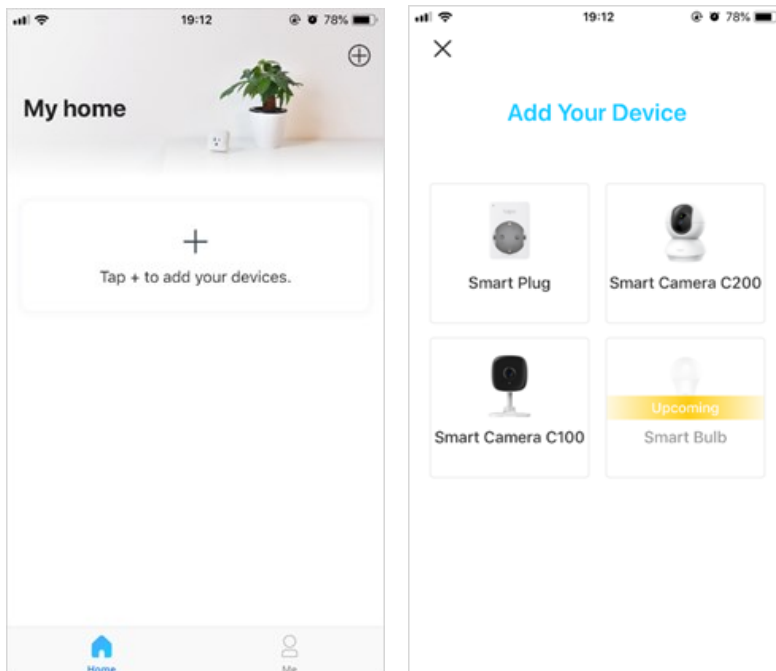 19:12
78%
My home
Tap + to add your devices.
Home
Me
19:12
78%
Add Your Device
Smart Plug
Smart Camera C200
Smart Camera C100
Upcoming
Smart Bulb